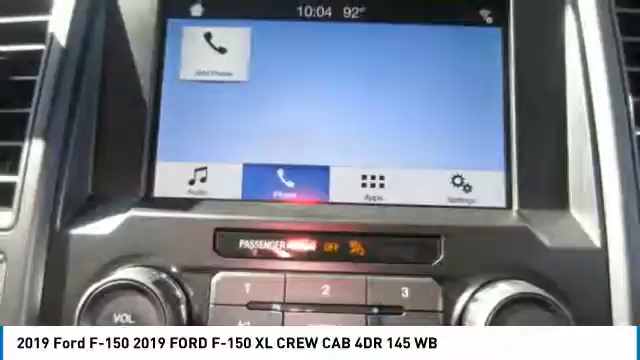 10:04 92°
Add Phone
Audio Phone Apps Settings
PASSENGER AIRBAG OFF
1 2 3
VOL
2019 Ford F-150 2019 FORD F-150 XL CREW CAB 4DR 145 WB